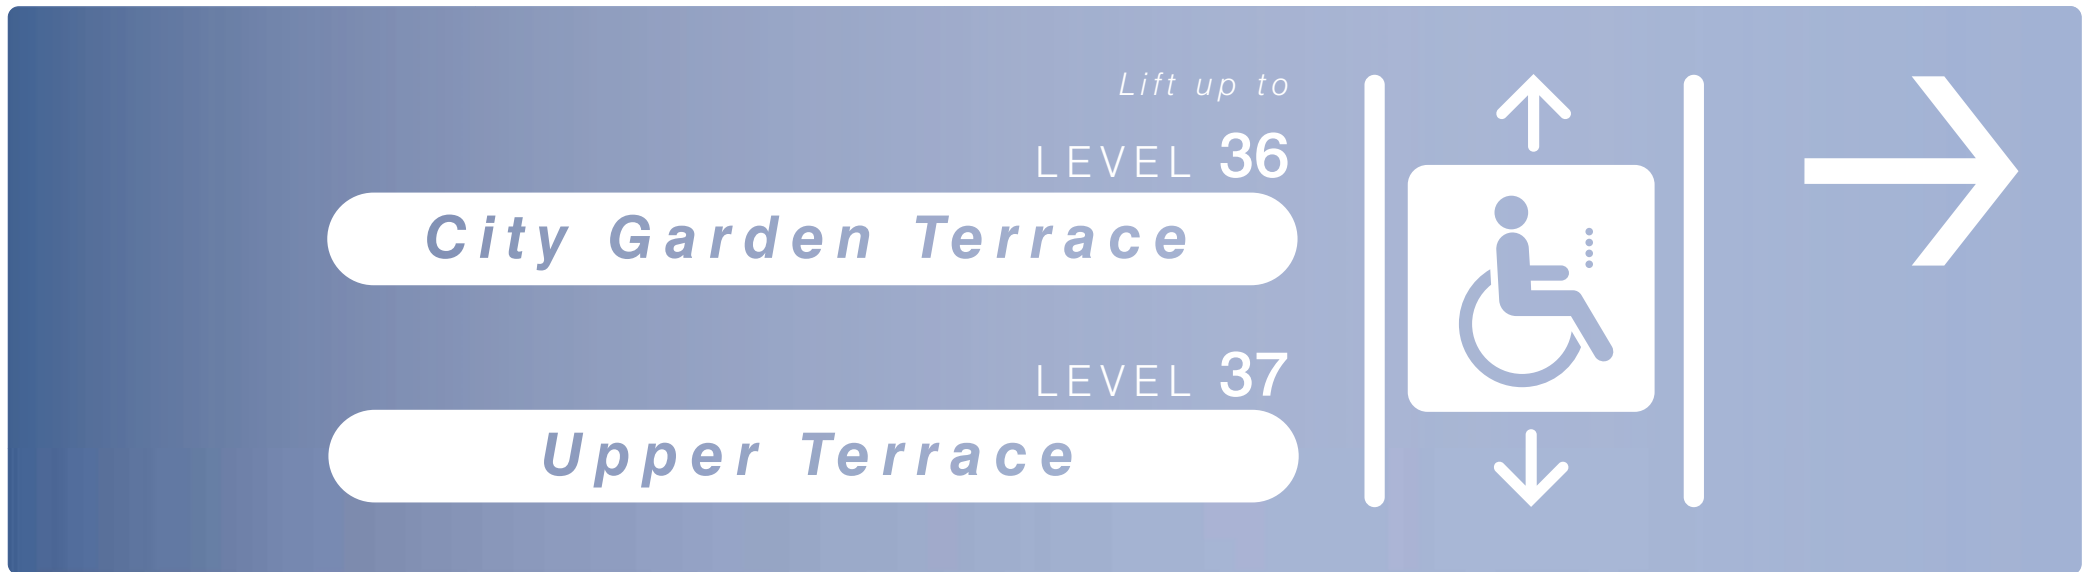 Lift up to
LEVEL 36
City Garden Terrace
LEVEL 37
Upper Terrace